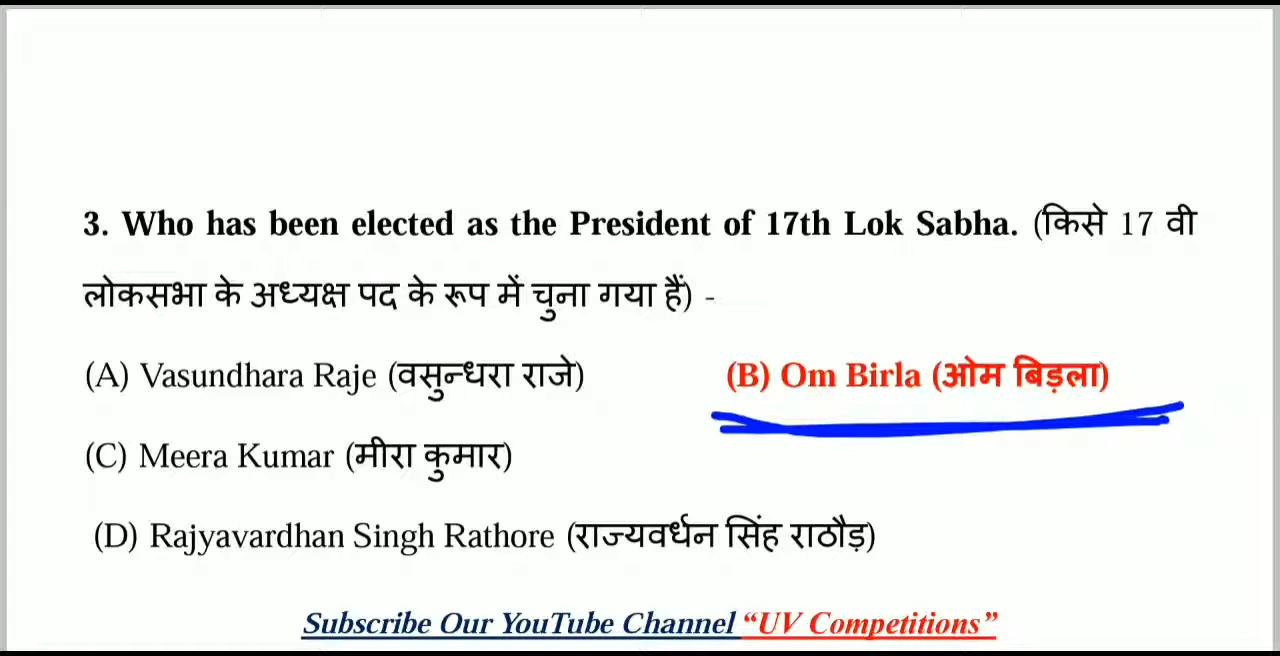 3. Who has been elected as the President of 17th Lok Sabha. (किसे 17 वी
लोकसभा के अध्यक्ष पद के रूप में चुना गया हैं) -
(A) Vasundhara Raje (वसुन्धरा राजे) (B) Om Birla (ओम बिड़ला)
(C) Meera Kumar (मीरा कुमार)
(D) Rajyavardhan Singh Rathore (राज्यवर्धन सिंह राठौड़)
Subscribe Our YouTube Channel “UV Competitions”